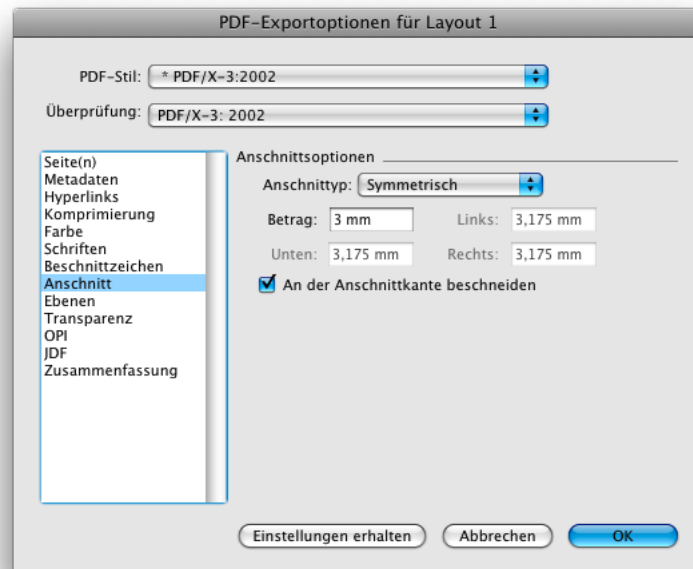 PDF-Exportoptionen für Layout 1
PDF-Stil: * PDF/X-3:2002
Überprüfung: PDF/X-3: 2002
Seite(n)
Metadaten
Hyperlinks
Komprimierung
Farbe
Schriften
Beschnittzeichen
Anschnitt
Ebenen
Transparenz
OPI
JDF
Zusammenfassung
Anschnittsoptionen
Anschnittyp: Symmetrisch
Betrag: 3 mm Links: 3,175 mm
Unten: 3,175 mm Rechts: 3,175 mm
An der Anschnittkante beschneiden
Einstellungen erhalten Abbrechen OK